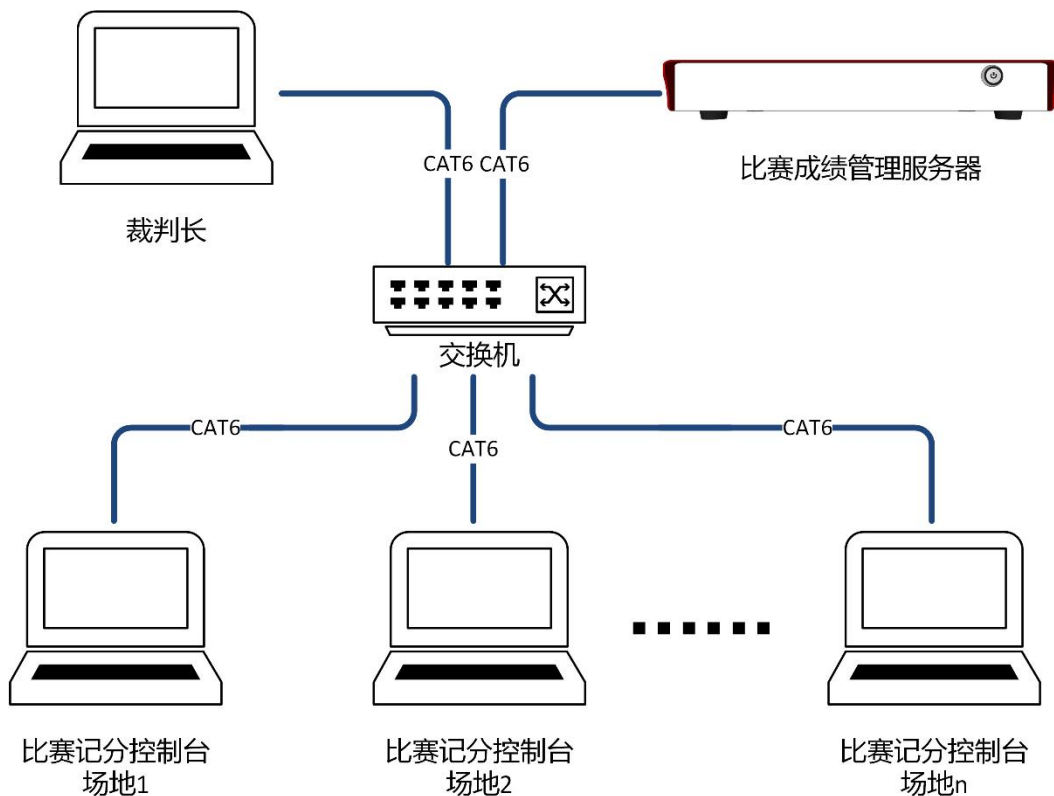 CAT6 CAT6
比赛成绩管理服务器
裁判长
交换机
CAT6
CAT6
CAT6
比赛记分控制台
场地1
比赛记分控制台
场地2
比赛记分控制台
场地n